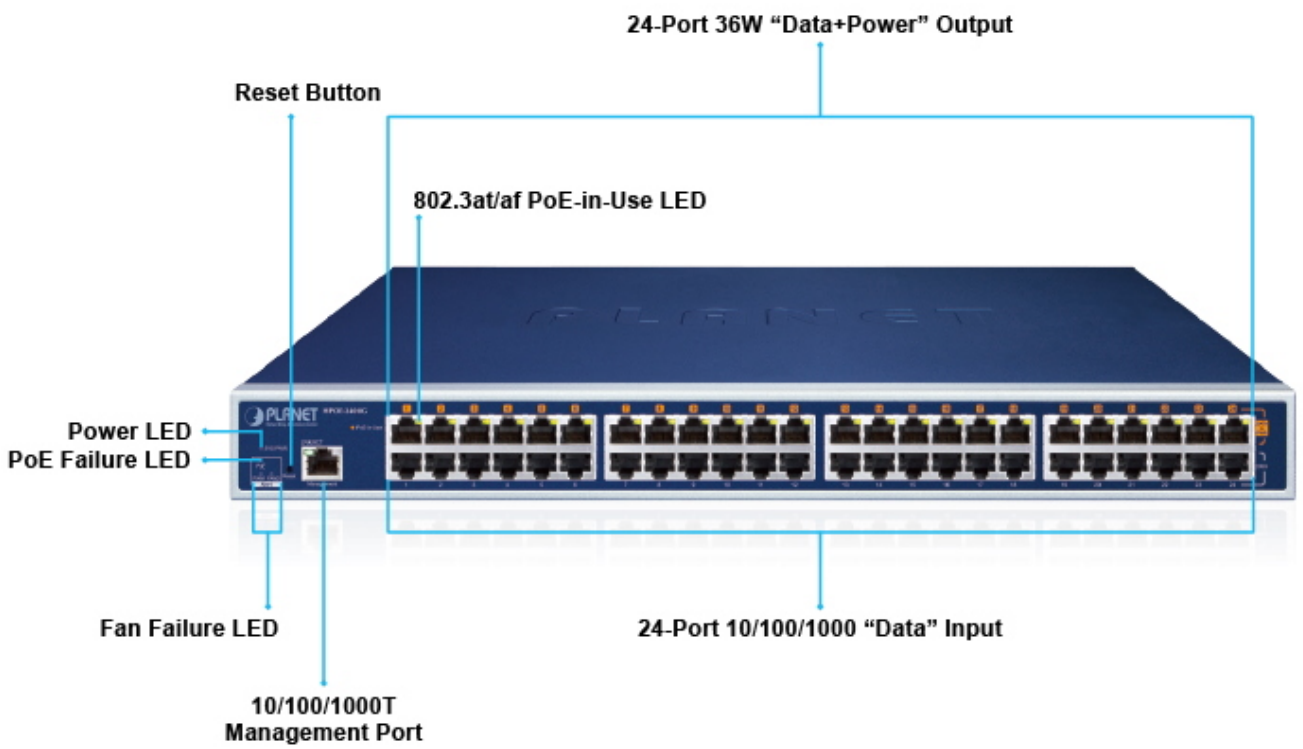 24-Port 36W “Data+Power” Output
Reset Button
802.3at/af PoE-in-Use LED
PLANET
PLANET
Power LED
PoE Failure LED
Fan Failure LED
24-Port 10/100/1000 “Data” Input
10/100/1000T
Management Port